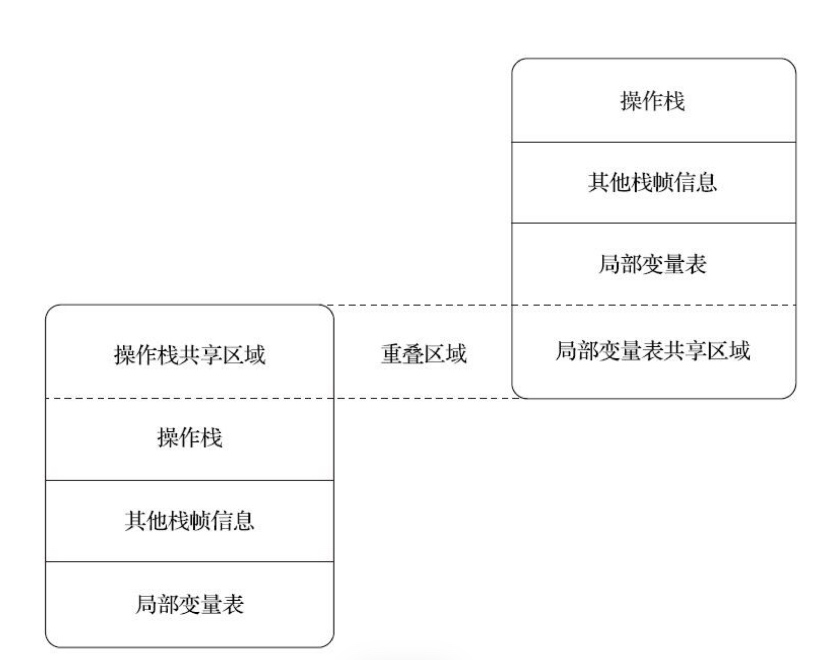 操作栈
其他栈帧信息
局部变量表
操作栈共享区域
重叠区域
局部变量表共享区域
操作栈
其他栈帧信息
局部变量表